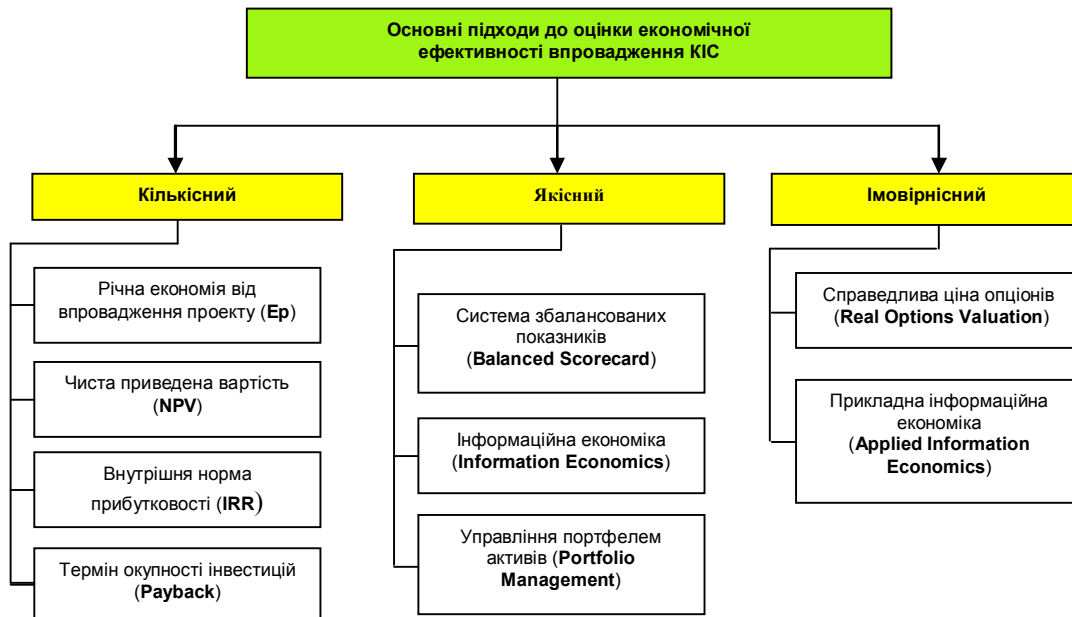 Основні підходи до оцінки економічної
ефективності впровадження КІС
Кількісний
Річна економія від
впровадження проекту (Ер)
Чиста приведена вартість
(NPV)
Внутрішня норма
прибутковості (IRR)
Термін окупності інвестицій
(Payback)
Якісний
Система збалансованих
показників
(Balanced Scorecard)
Інформаційна економіка
(Information Economics)
Управління портфелем
активів (Portfolio
Management)
Імовірнісний
Справедлива ціна опціонів
(Real Options Valuation)
Прикладна інформаційна
економіка
(Applied Information
Economics)